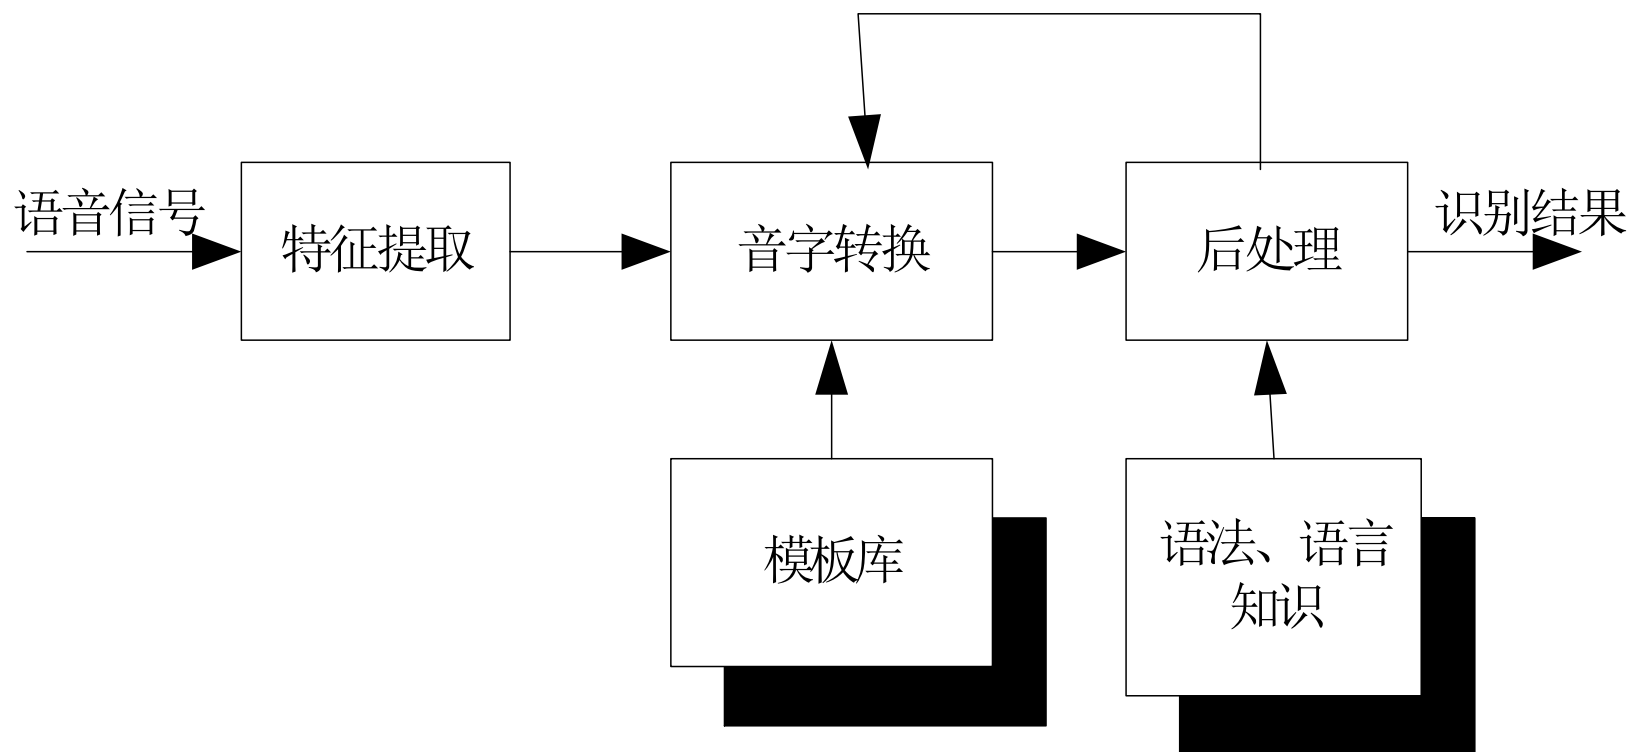 语音信号
特征提取
音字转换
后处理
识别结果
模板库
语法、语言
知识